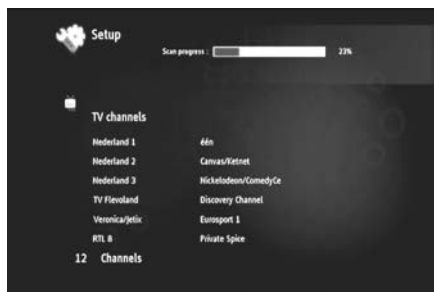 Setup
Scan progress : 23%
TV channels
Nederland 1 één
Nederland 2 Canvas/Ketnet
Nederland 3 Nickelodeon/ComedyCe
TV Flevoland Discovery Channel
Veronica/Jetix Eurosport 1
RTL 8 Private Spice
12 Channels